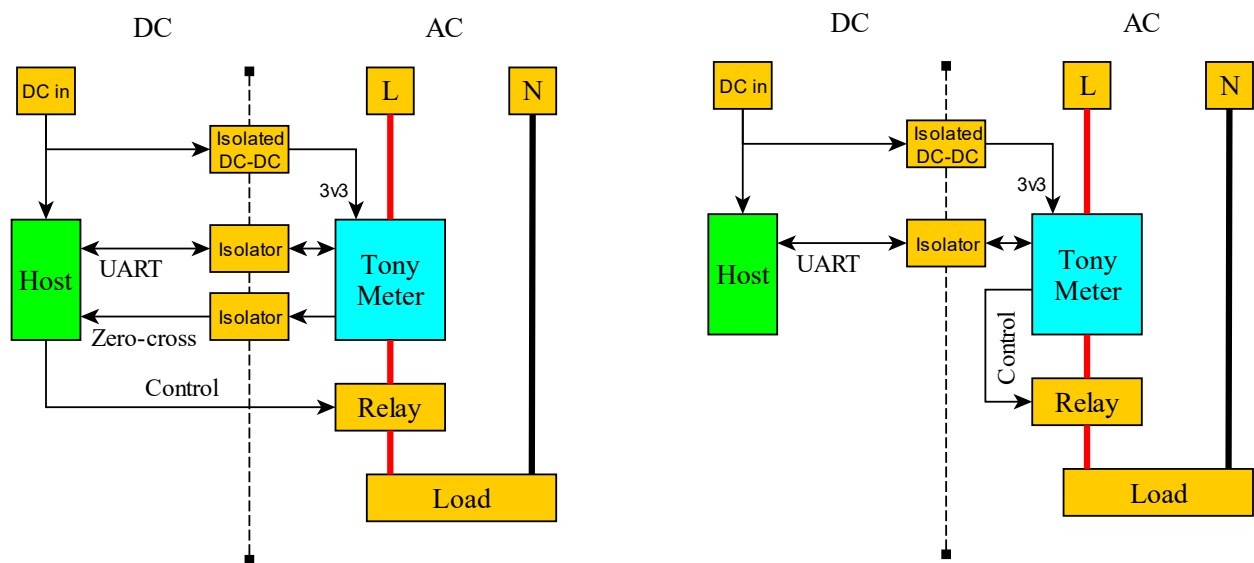 DC
AC
DC in
L
N
Isolated
DC-DC
3v3
Host
UART
Isolator
Tony
Meter
Isolator
Zero-cross
Control
Relay
Load
DC
AC
DC in
L
N
Isolated
DC-DC
3v3
Host
UART
Isolator
Tony
Meter
Control
Relay
Load